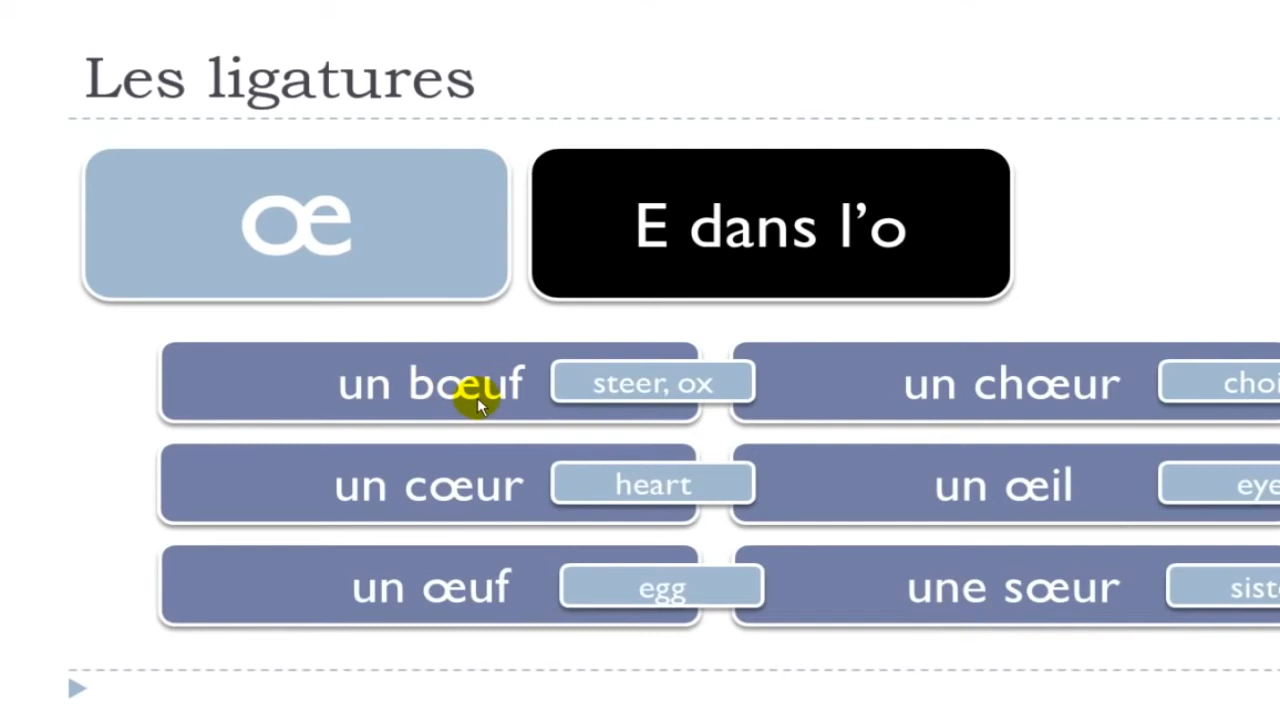 Les ligatures
œ
E dans l’o
un bœuf
steer, ox
un chœur
un cœur
heart
un œil
eye
un œuf
egg
une sœur